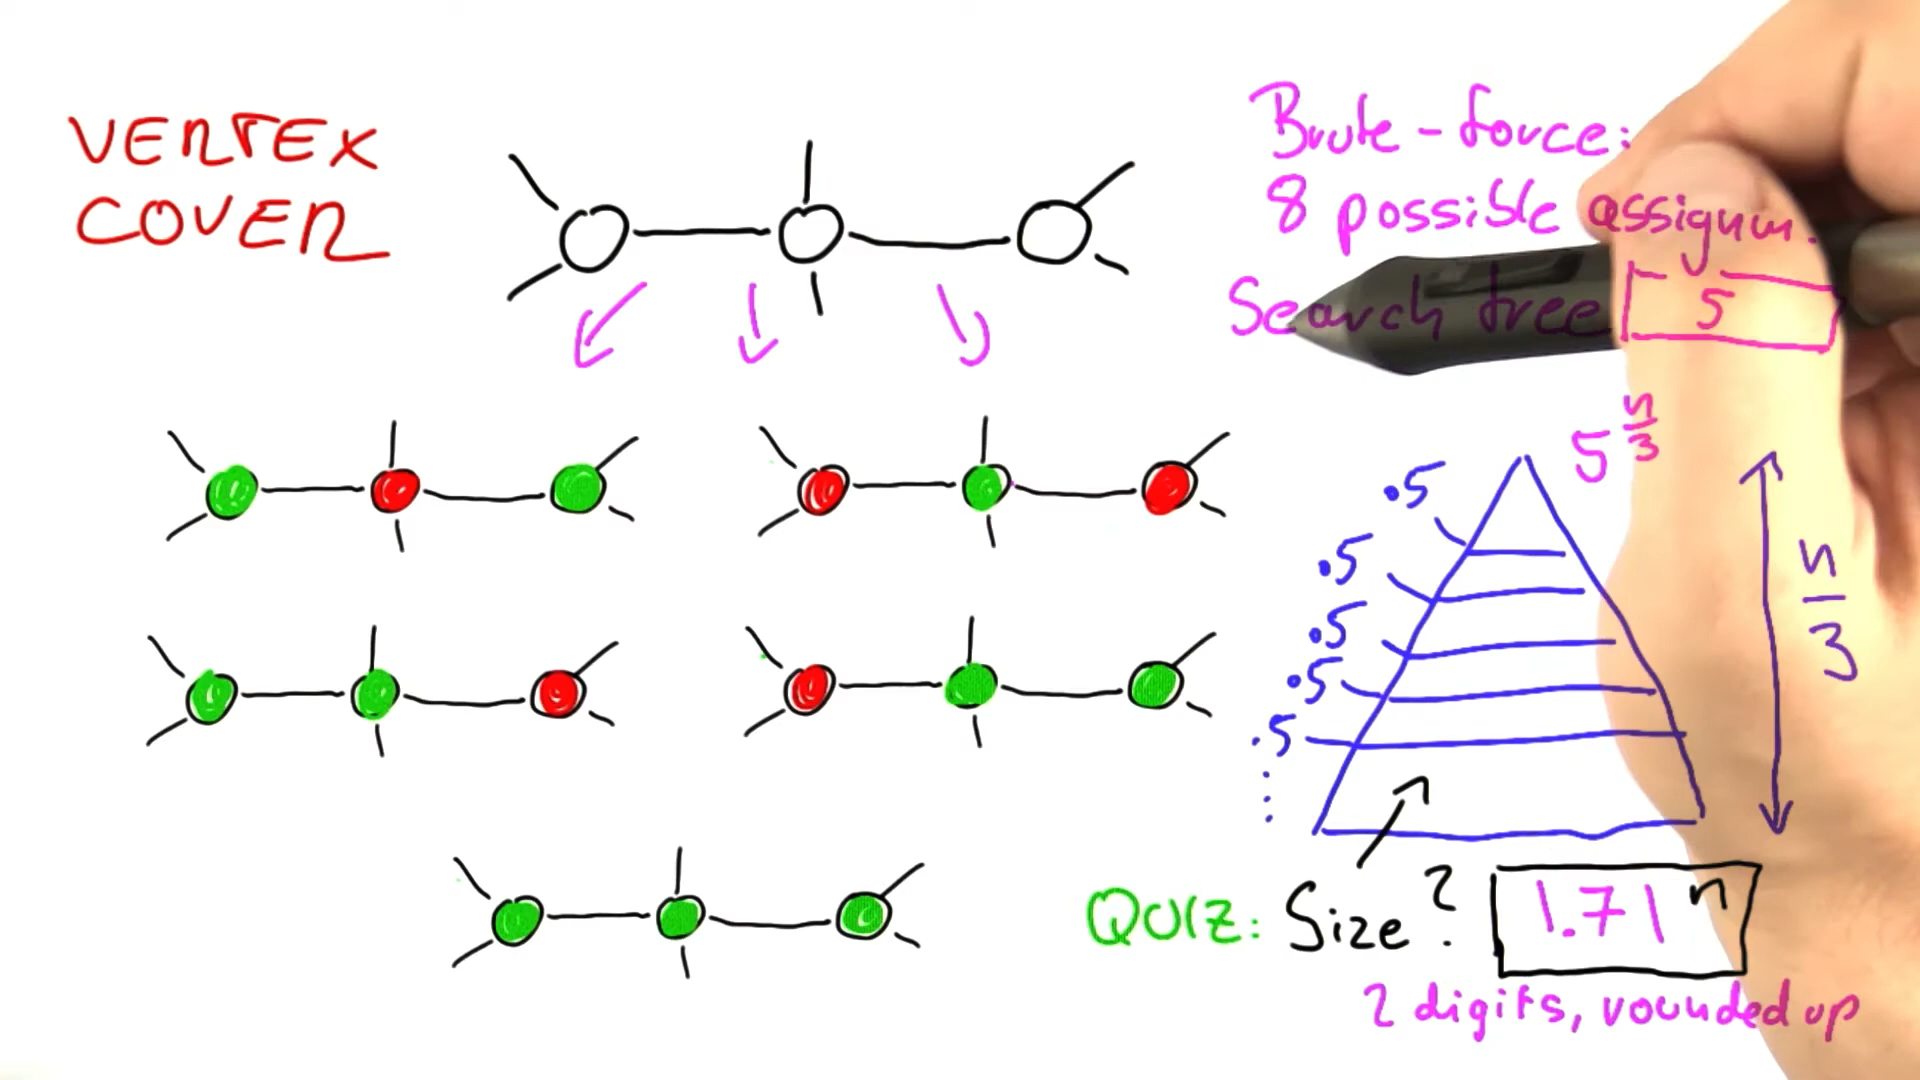 VERTEX
COVER
Brute-force:
8 possible assignm.
Search tree 5
5^(n/3)
.5
.5
.5
.5
.5
n/3
QUIZ: Size? 1.71^n
2 digits, rounded up